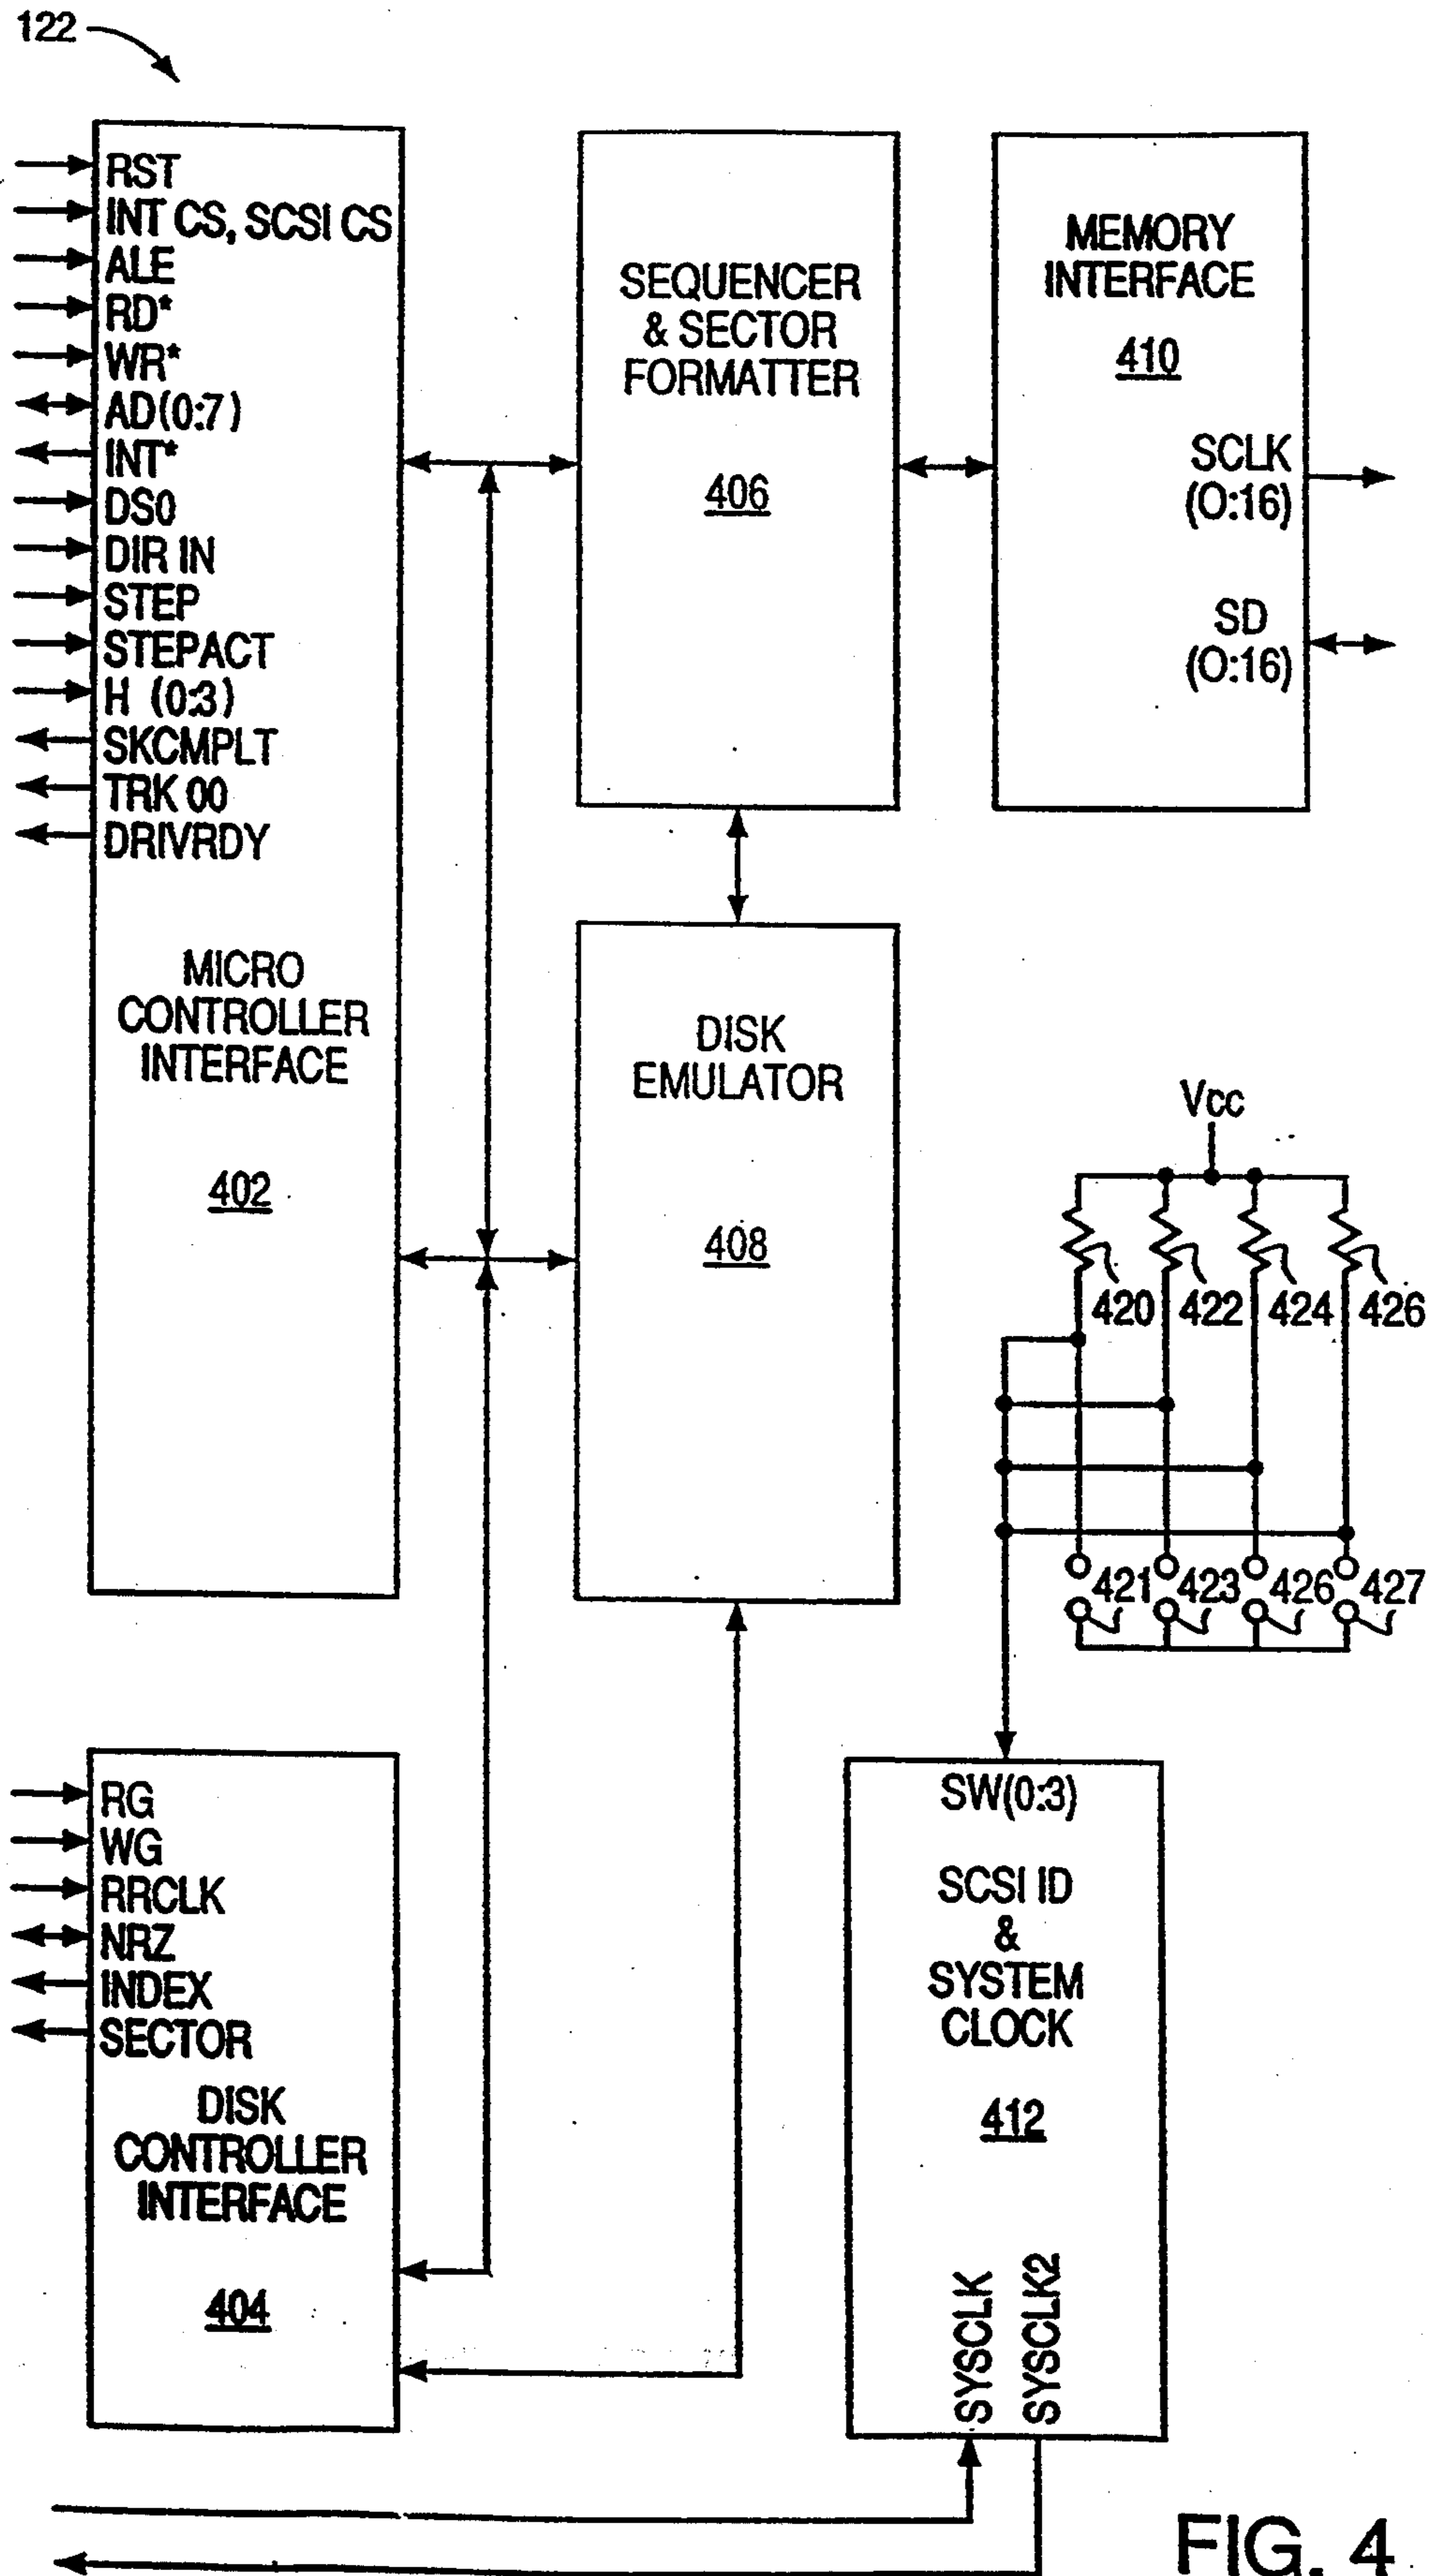 122
RST
INT CS, SCSI CS
ALE
RD*
WR*
AD(0:7)
INT*
DS0
DIR IN
STEP
STEPACT
H (0:3)
SKCMPLT
TRK 00
DRIVRDY
MICRO
CONTROLLER
INTERFACE
402
SEQUENCER
& SECTOR
FORMATTER
406
MEMORY
INTERFACE
410
SCLK
(0:16)
SD
(0:16)
DISK
EMULATOR
408
Vcc
420 422 424 426
421 423 426 427
RG
WG
RRCLK
NRZ
INDEX
SECTOR
DISK
CONTROLLER
INTERFACE
404
SW(0:3)
SCSI ID
&
SYSTEM
CLOCK
412
SYSCLK
SYSCLK2
FIG. 4